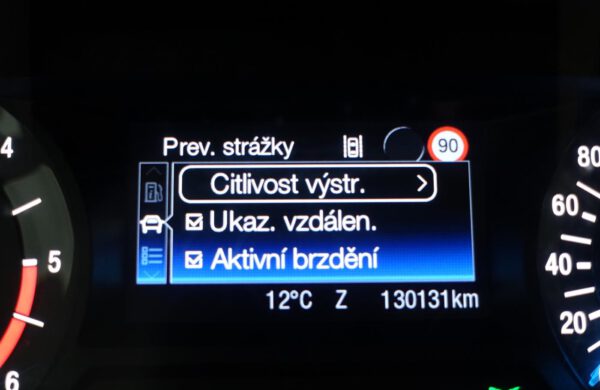 4
5
6
Prev. strážky
90
Citlivost výstr.
Ukaz. vzdálen.
Aktivní brzdění
12°C Z 130131km
80
60
40
20